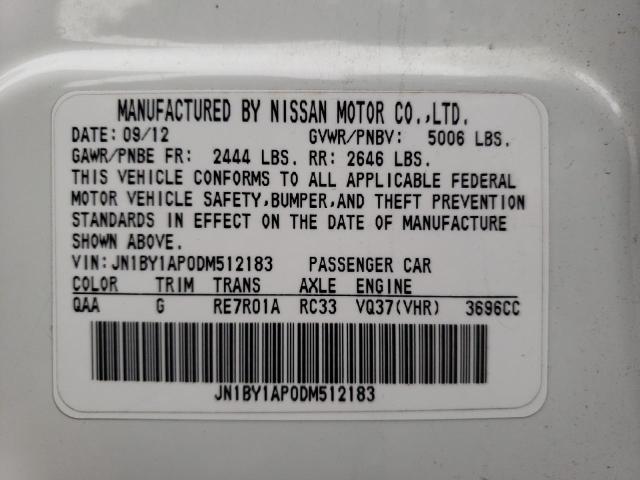 MANUFACTURED BY NISSAN MOTOR CO.,LTD.
DATE: 09/12 GVWR/PNBV: 5006 LBS.
GAWR/PNBE FR: 2444 LBS. RR: 2646 LBS.
THIS VEHICLE CONFORMS TO ALL APPLICABLE FEDERAL
MOTOR VEHICLE SAFETY,BUMPER,AND THEFT PREVENTION
STANDARDS IN EFFECT ON THE DATE OF MANUFACTURE
SHOWN ABOVE.
VIN:JN1BY1AP0DM512183 PASSENGER CAR
COLOR TRIM TRANS AXLE ENGINE
QAA G RE7R01A RC33 VQ37(VHR) 3696CC
JN1BY1AP0DM512183